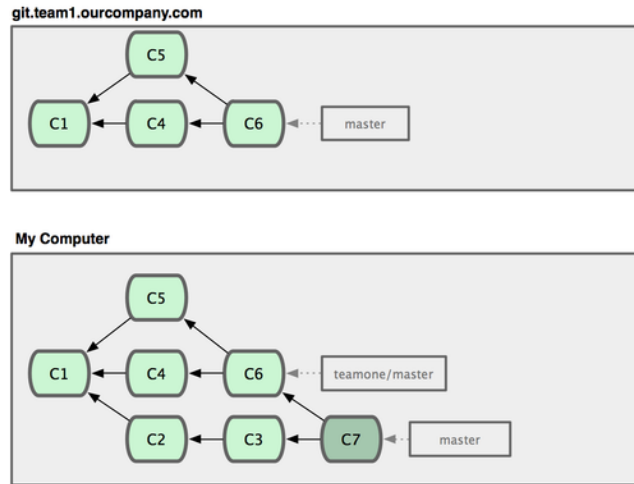 git.team1.ourcompany.com
C5
C1
C4
C6
master
My Computer
C5
C1
C4
C6
teamone/master
C2
C3
C7
master